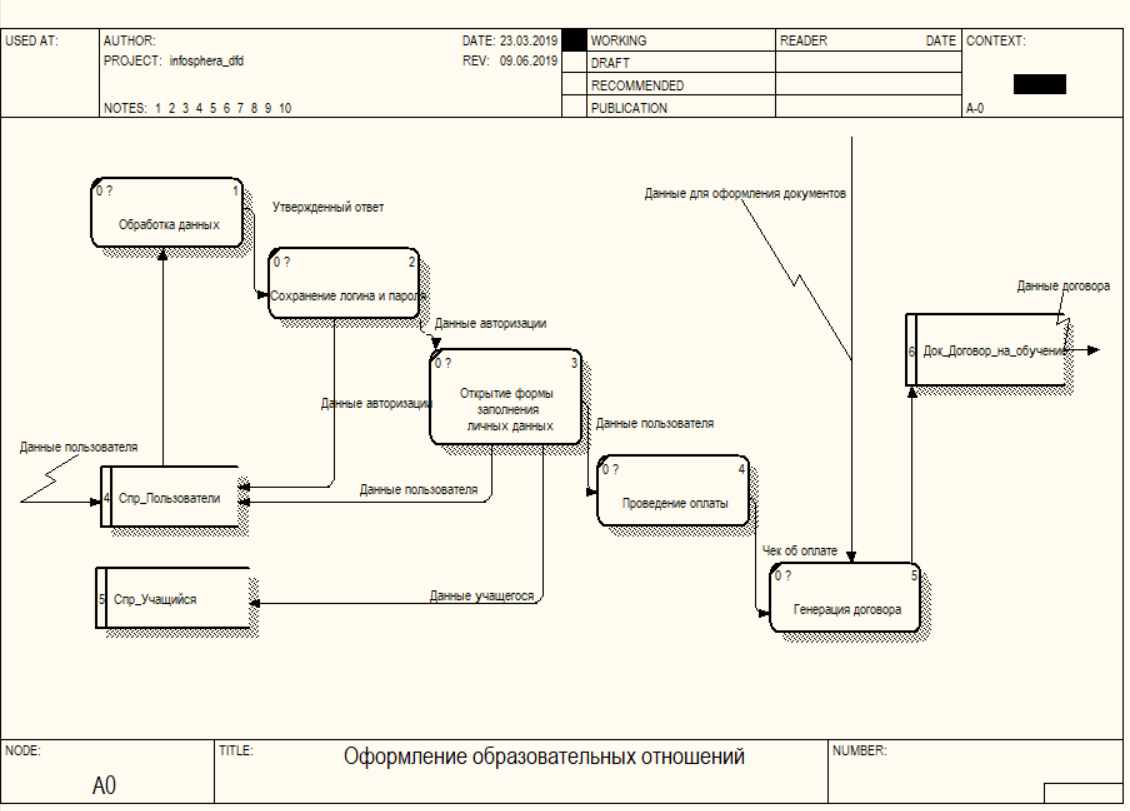 USED AT:
AUTHOR:
DATE: 23.03.2019
WORKING
READER
DATE
CONTEXT:
PROJECT: infosphera_dfd
REV: 09.06.2019
DRAFT
RECOMMENDED
NOTES: 1 2 3 4 5 6 7 8 9 10
PUBLICATION
A-0
0 ?
1
Обработка данных
Утвержденный ответ
Данные для оформления документов
0 ?
2
Сохранение логина и пароля
Данные договора
Данные авторизации
6
Док_Договор_на_обучение
0 ?
3
Открытие формы
заполнения
личных данных
Данные авторизации
Данные пользователя
Данные пользователя
0 ?
4
Проведение оплаты
4
Спр_Пользователи
Данные пользователя
Чек об оплате
0 ?
5
Генерация договора
5
Спр_Учащийся
Данные учащегося
NODE:
TITLE:
Оформление образовательных отношений
NUMBER:
A0